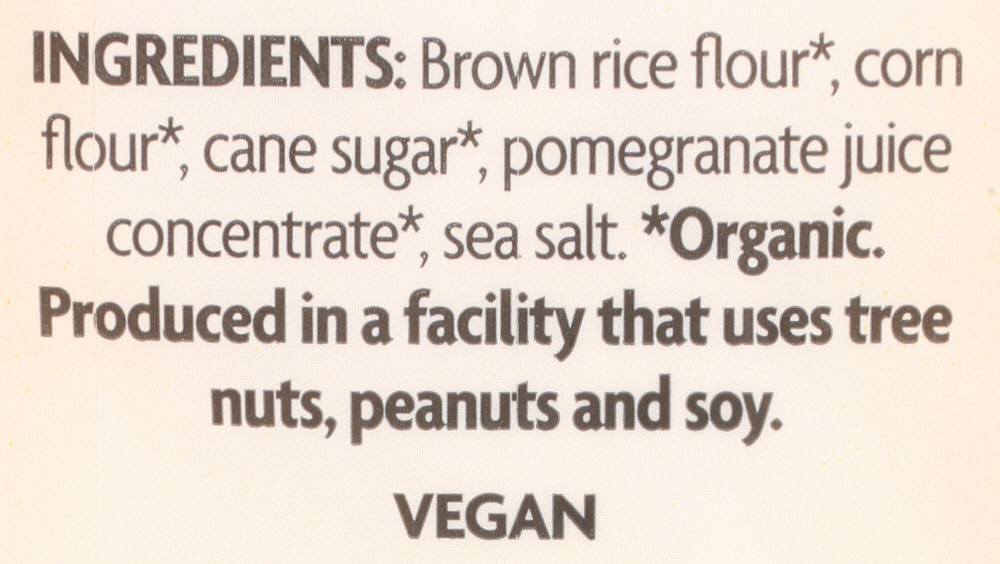 INGREDIENTS: Brown rice flour*, corn
flour*, cane sugar*, pomegranate juice
concentrate*, sea salt. *Organic.
Produced in a facility that uses tree
nuts, peanuts and soy.
VEGAN